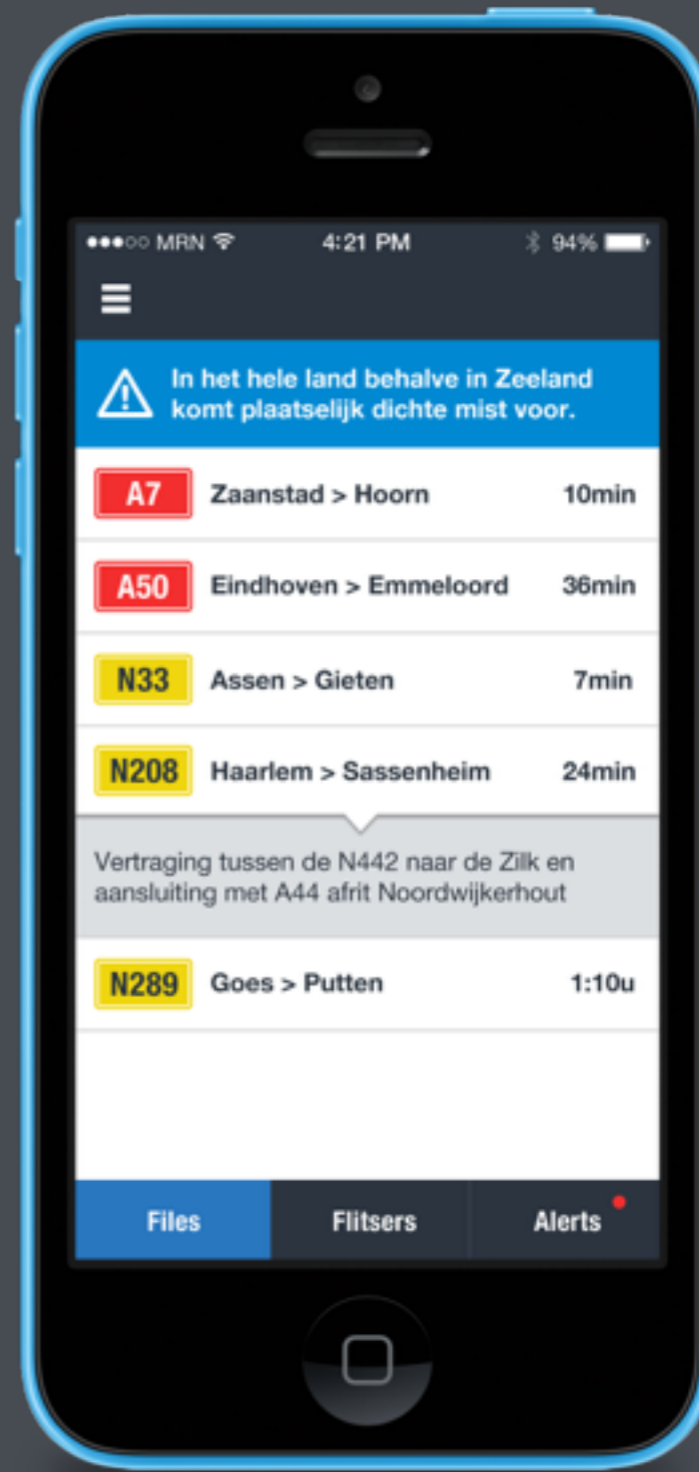 MRN 4:21 PM 94%
In het hele land behalve in Zeeland
komt plaatselijk dichte mist voor.
A7 Zaanstad > Hoorn 10min
A50 Eindhoven > Emmeloord 36min
N33 Assen > Gieten 7min
N208 Haarlem > Sassenheim 24min
Vertraging tussen de N442 naar de Zilk en
aansluiting met A44 afrit Noordwijkerhout
N289 Goes > Putten 1:10u
Files Flitsers Alerts